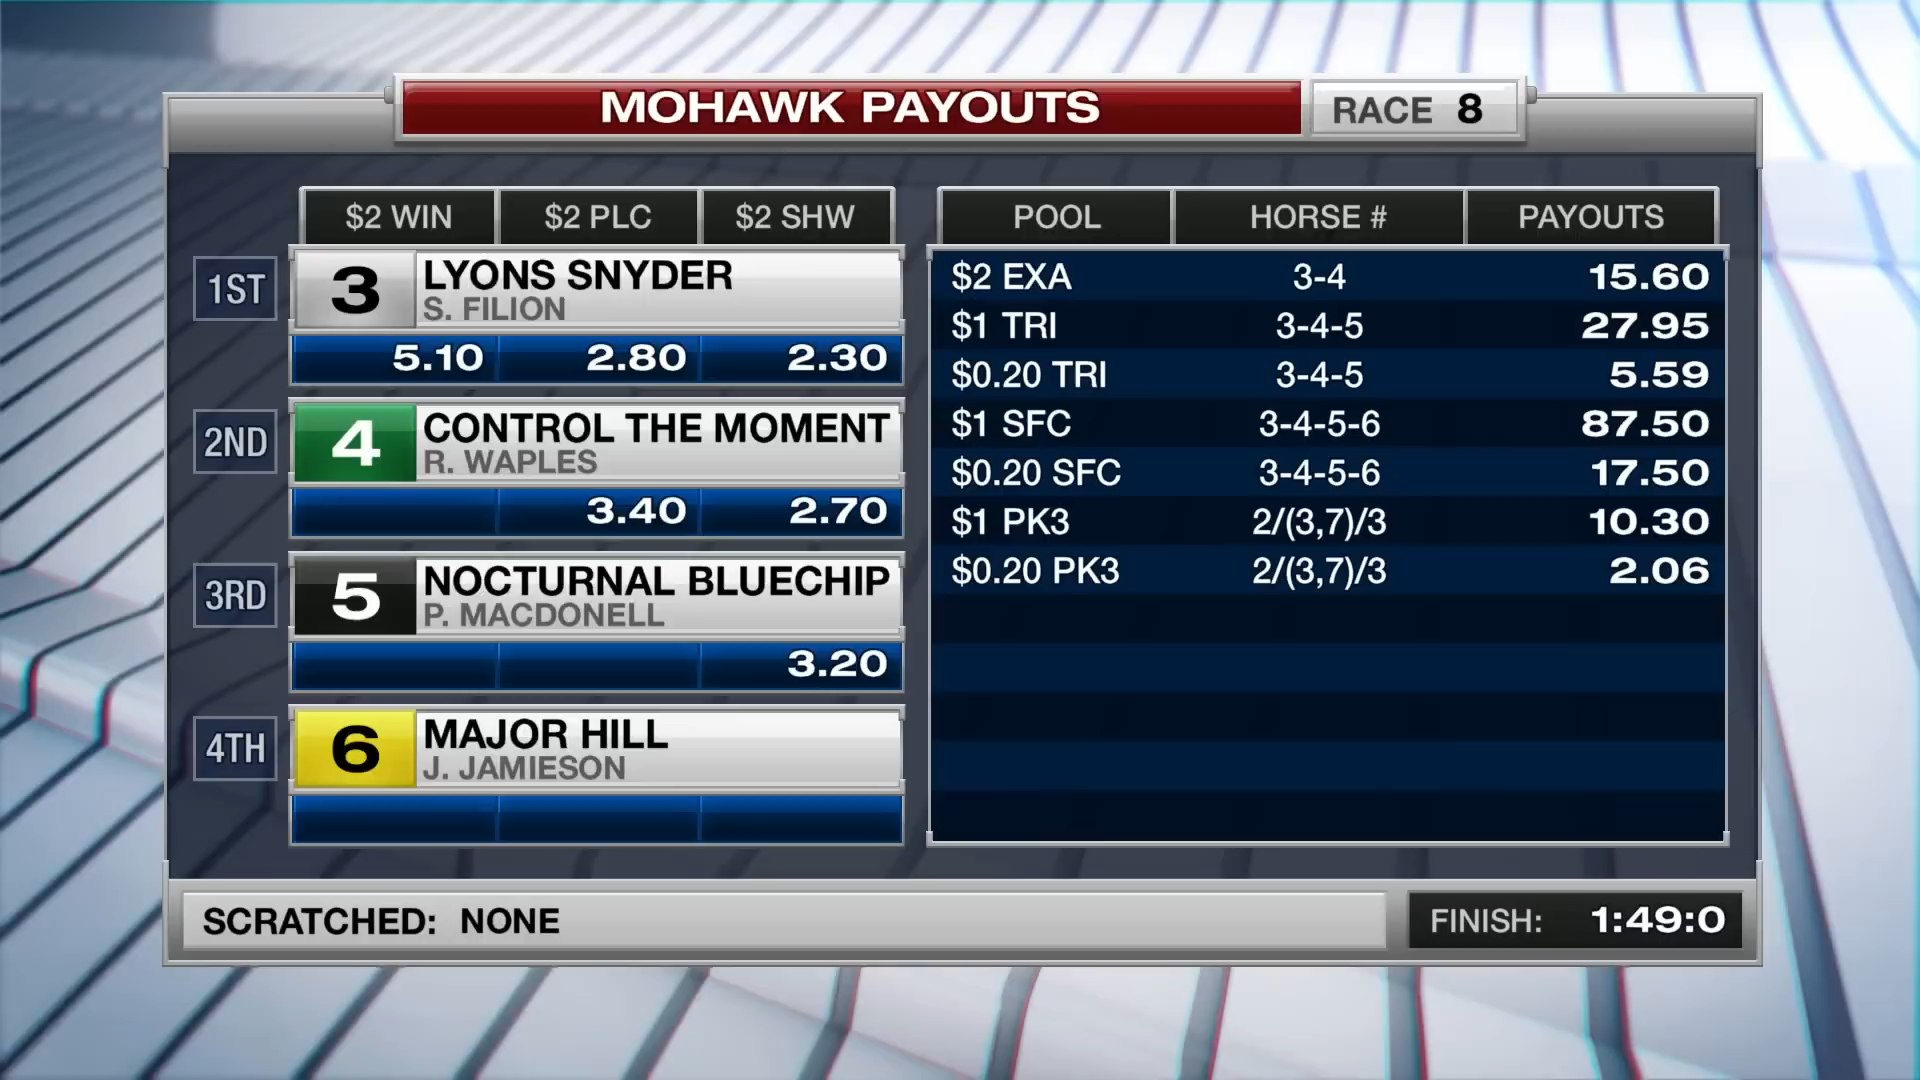 MOHAWK PAYOUTS
RACE 8
$2 WIN $2 PLC $2 SHW
1ST 3 LYONS SNYDER
S. FILION
5.10 2.80 2.30
2ND 4 CONTROL THE MOMENT
R. WAPLES
3.40 2.70
3RD 5 NOCTURNAL BLUECHIP
P. MACDONELL
3.20
4TH 6 MAJOR HILL
J. JAMIESON
POOL HORSE # PAYOUTS
$2 EXA 3-4 15.60
$1 TRI 3-4-5 27.95
$0.20 TRI 3-4-5 5.59
$1 SFC 3-4-5-6 87.50
$0.20 SFC 3-4-5-6 17.50
$1 PK3 2/(3,7)/3 10.30
$0.20 PK3 2/(3,7)/3 2.06
SCRATCHED: NONE
FINISH: 1:49:0